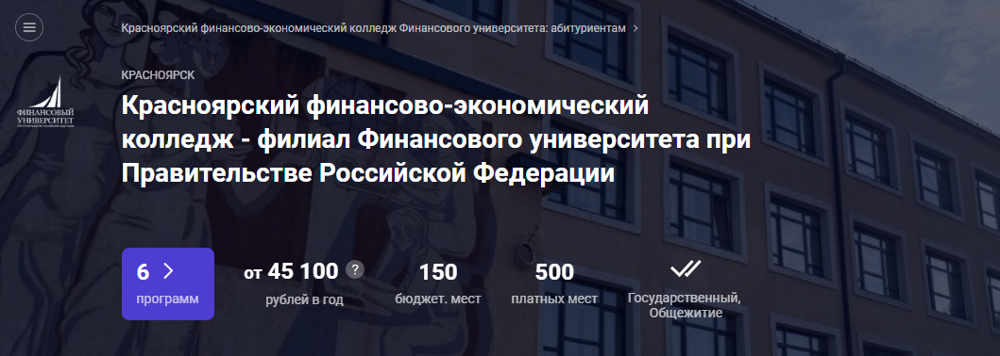 Красноярский финансово-экономический колледж Финансового университета: абитуриентам >
КРАСНОЯРСК
Красноярский финансово-экономический
колледж - филиал Финансового университета при
Правительстве Российской Федерации
ФИНАНСОВЫЙ
УНИВЕРСИТЕТ
6 >
программ
от 45 100 ?
рублей в год
150
бюджет. мест
500
платных мест
Государственный,
Общежитие